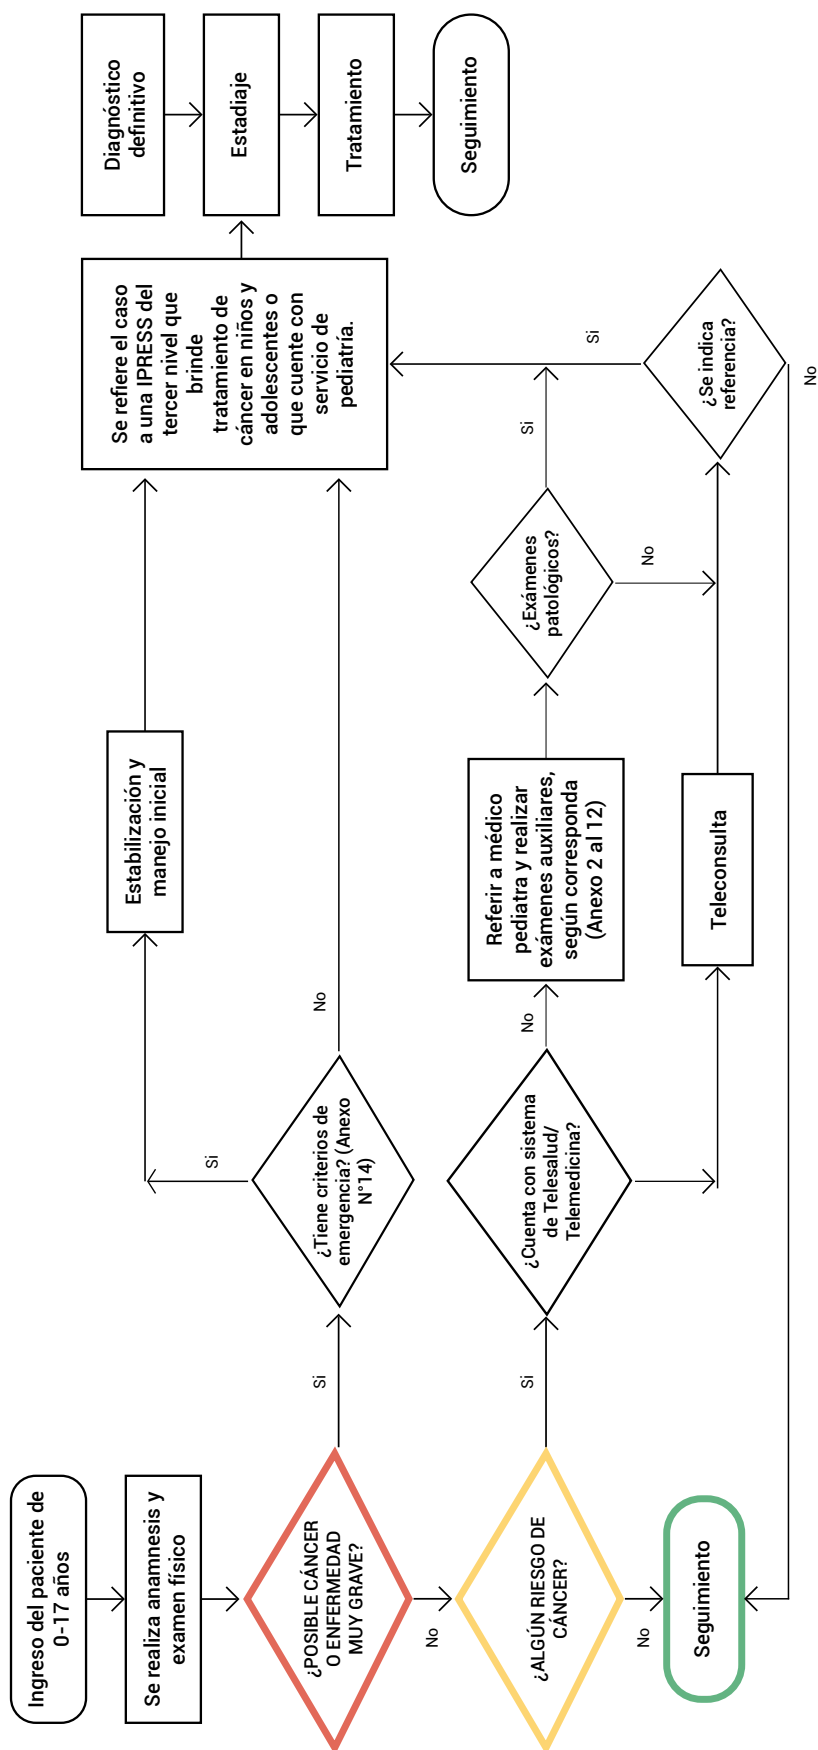 Ingreso del paciente de
0-17 años
Se realiza anamnesis y
examen físico
¿POSIBLE CÁNCER
O ENFERMEDAD
MUY GRAVE?
Si
No
¿Tiene criterios de
emergencia? (Anexo
N°14)
Si
No
Estabilización y
manejo inicial
Se refiere el caso
a una IPRESS del
tercer nivel que
brinde
tratamiento de
cáncer en niños y
adolescentes o
que cuente con
servicio de
pediatría.
Diagnóstico
definitivo
Estadiaje
Tratamiento
Seguimiento
¿ALGÚN RIESGO DE
CÁNCER?
Si
No
¿Cuenta con sistema
de Telesalud/
Telemedicina?
No
Referir a médico
pediatra y realizar
exámenes auxiliares,
según corresponda
(Anexo 2 al 12)
¿Exámenes
patológicos?
Si
No
Teleconsulta
¿Se indica
referencia?
Si
No
Seguimiento